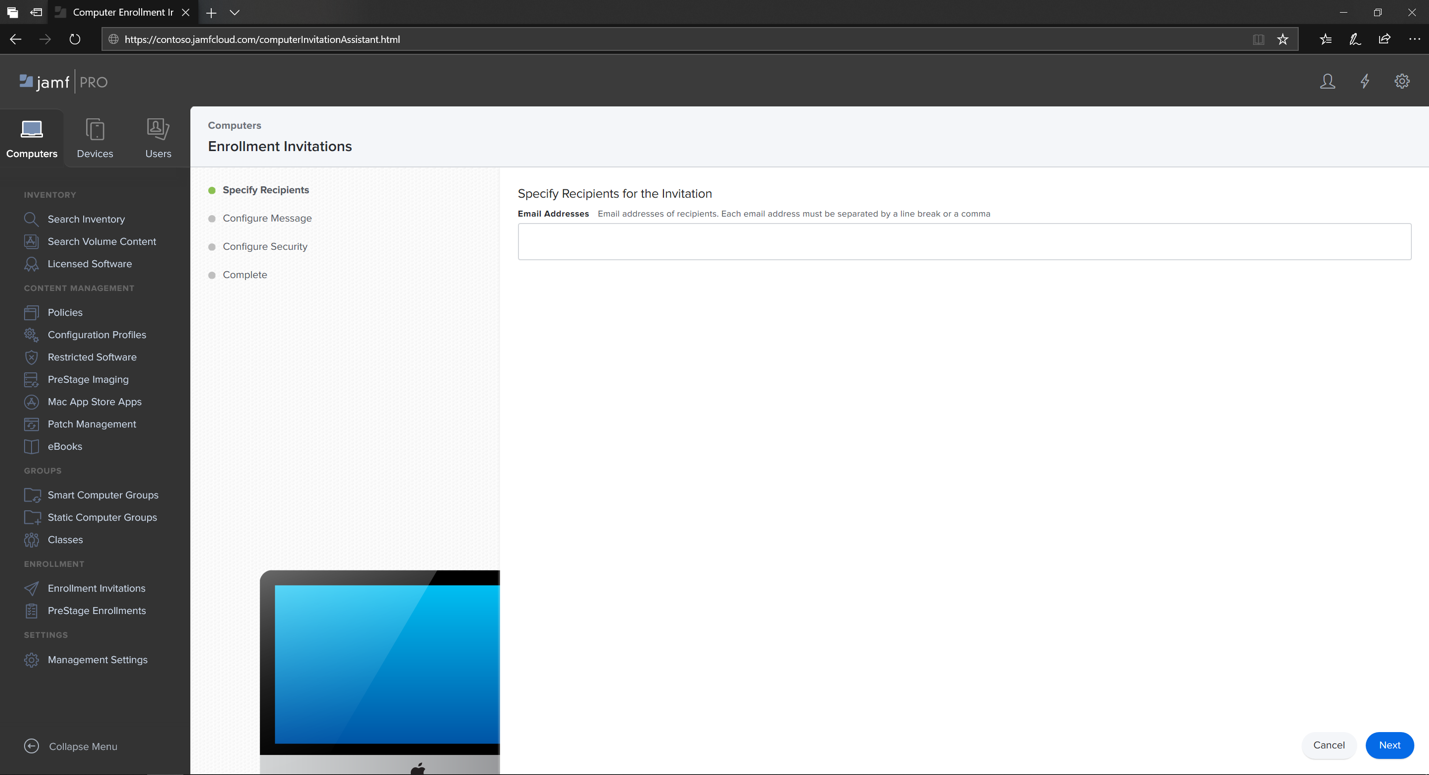 Computer Enrollment Ir
https://contoso.jamfcloud.com/computerInvitationAssistant.html
jamf PRO
Computers
Devices
Users
INVENTORY
Search Inventory
Search Volume Content
Licensed Software
CONTENT MANAGEMENT
Policies
Configuration Profiles
Restricted Software
PreStage Imaging
Mac App Store Apps
Patch Management
eBooks
GROUPS
Smart Computer Groups
Static Computer Groups
Classes
ENROLLMENT
Enrollment Invitations
PreStage Enrollments
SETTINGS
Management Settings
Collapse Menu
Computers
Enrollment Invitations
Specify Recipients
Configure Message
Configure Security
Complete
Specify Recipients for the Invitation
Email Addresses Email addresses of recipients. Each email address must be separated by a line break or a comma
Cancel
Next